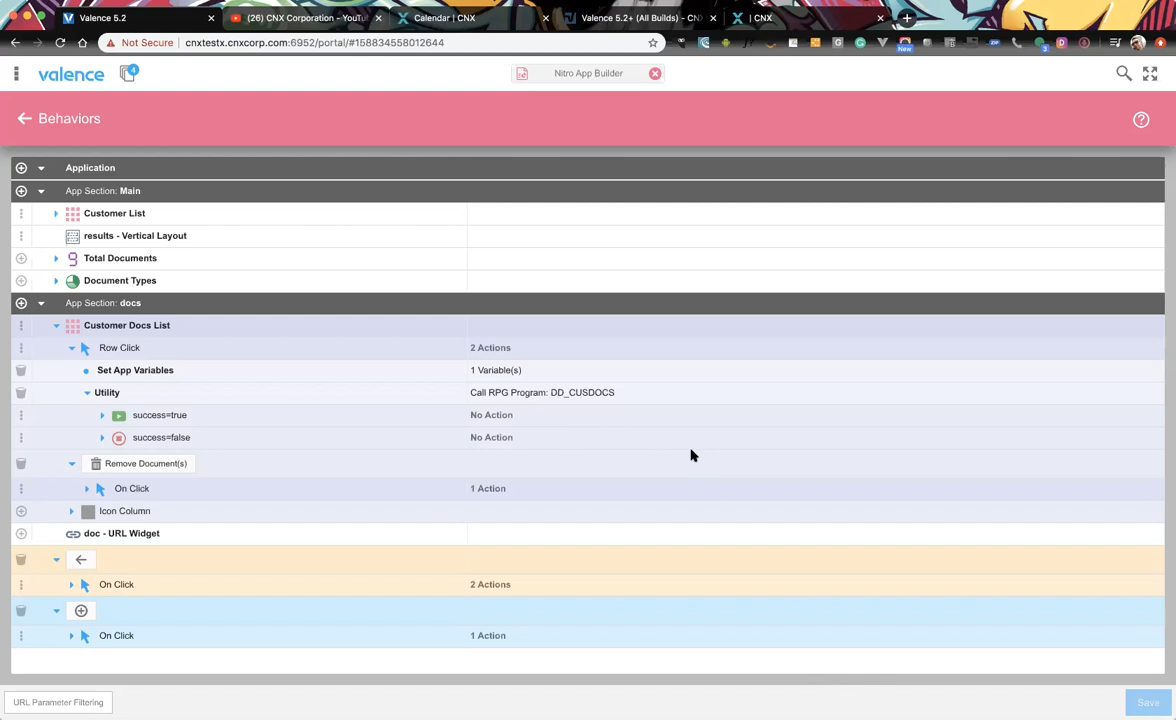 Valence 5.2
(26) CNX Corporation - YouTu
Calendar | CNX
Valence 5.2+ (All Builds) - CN
| CNX
Not Secure
cnxtestx.cnxcorp.com:6952/portal/#158834558012644
New
3
valence
4
Nitro App Builder
Behaviors
Application
App Section: Main
Customer List
results - Vertical Layout
Total Documents
Document Types
App Section: docs
Customer Docs List
Row Click 2 Actions
Set App Variables 1 Variable(s)
Utility Call RPG Program: DD_CUSDOCS
success=true No Action
success=false No Action
Remove Document(s)
On Click 1 Action
Icon Column
doc - URL Widget
On Click 2 Actions
On Click 1 Action
URL Parameter Filtering
Save